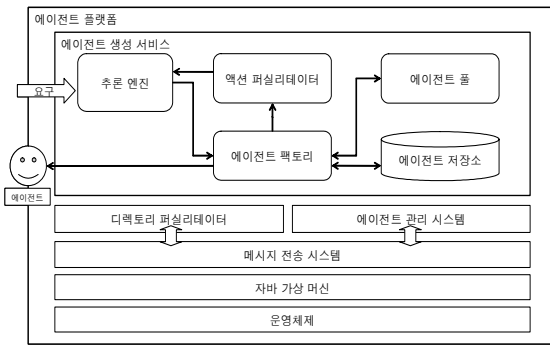 에이전트 플랫폼
에이전트 생성 서비스
추론 엔진
액션 퍼실리테이터
에이전트 풀
요구
에이전트 팩토리
에이전트 저장소
에이전트
디렉토리 퍼실리테이터
에이전트 관리 시스템
메시지 전송 시스템
자바 가상 머신
운영체제